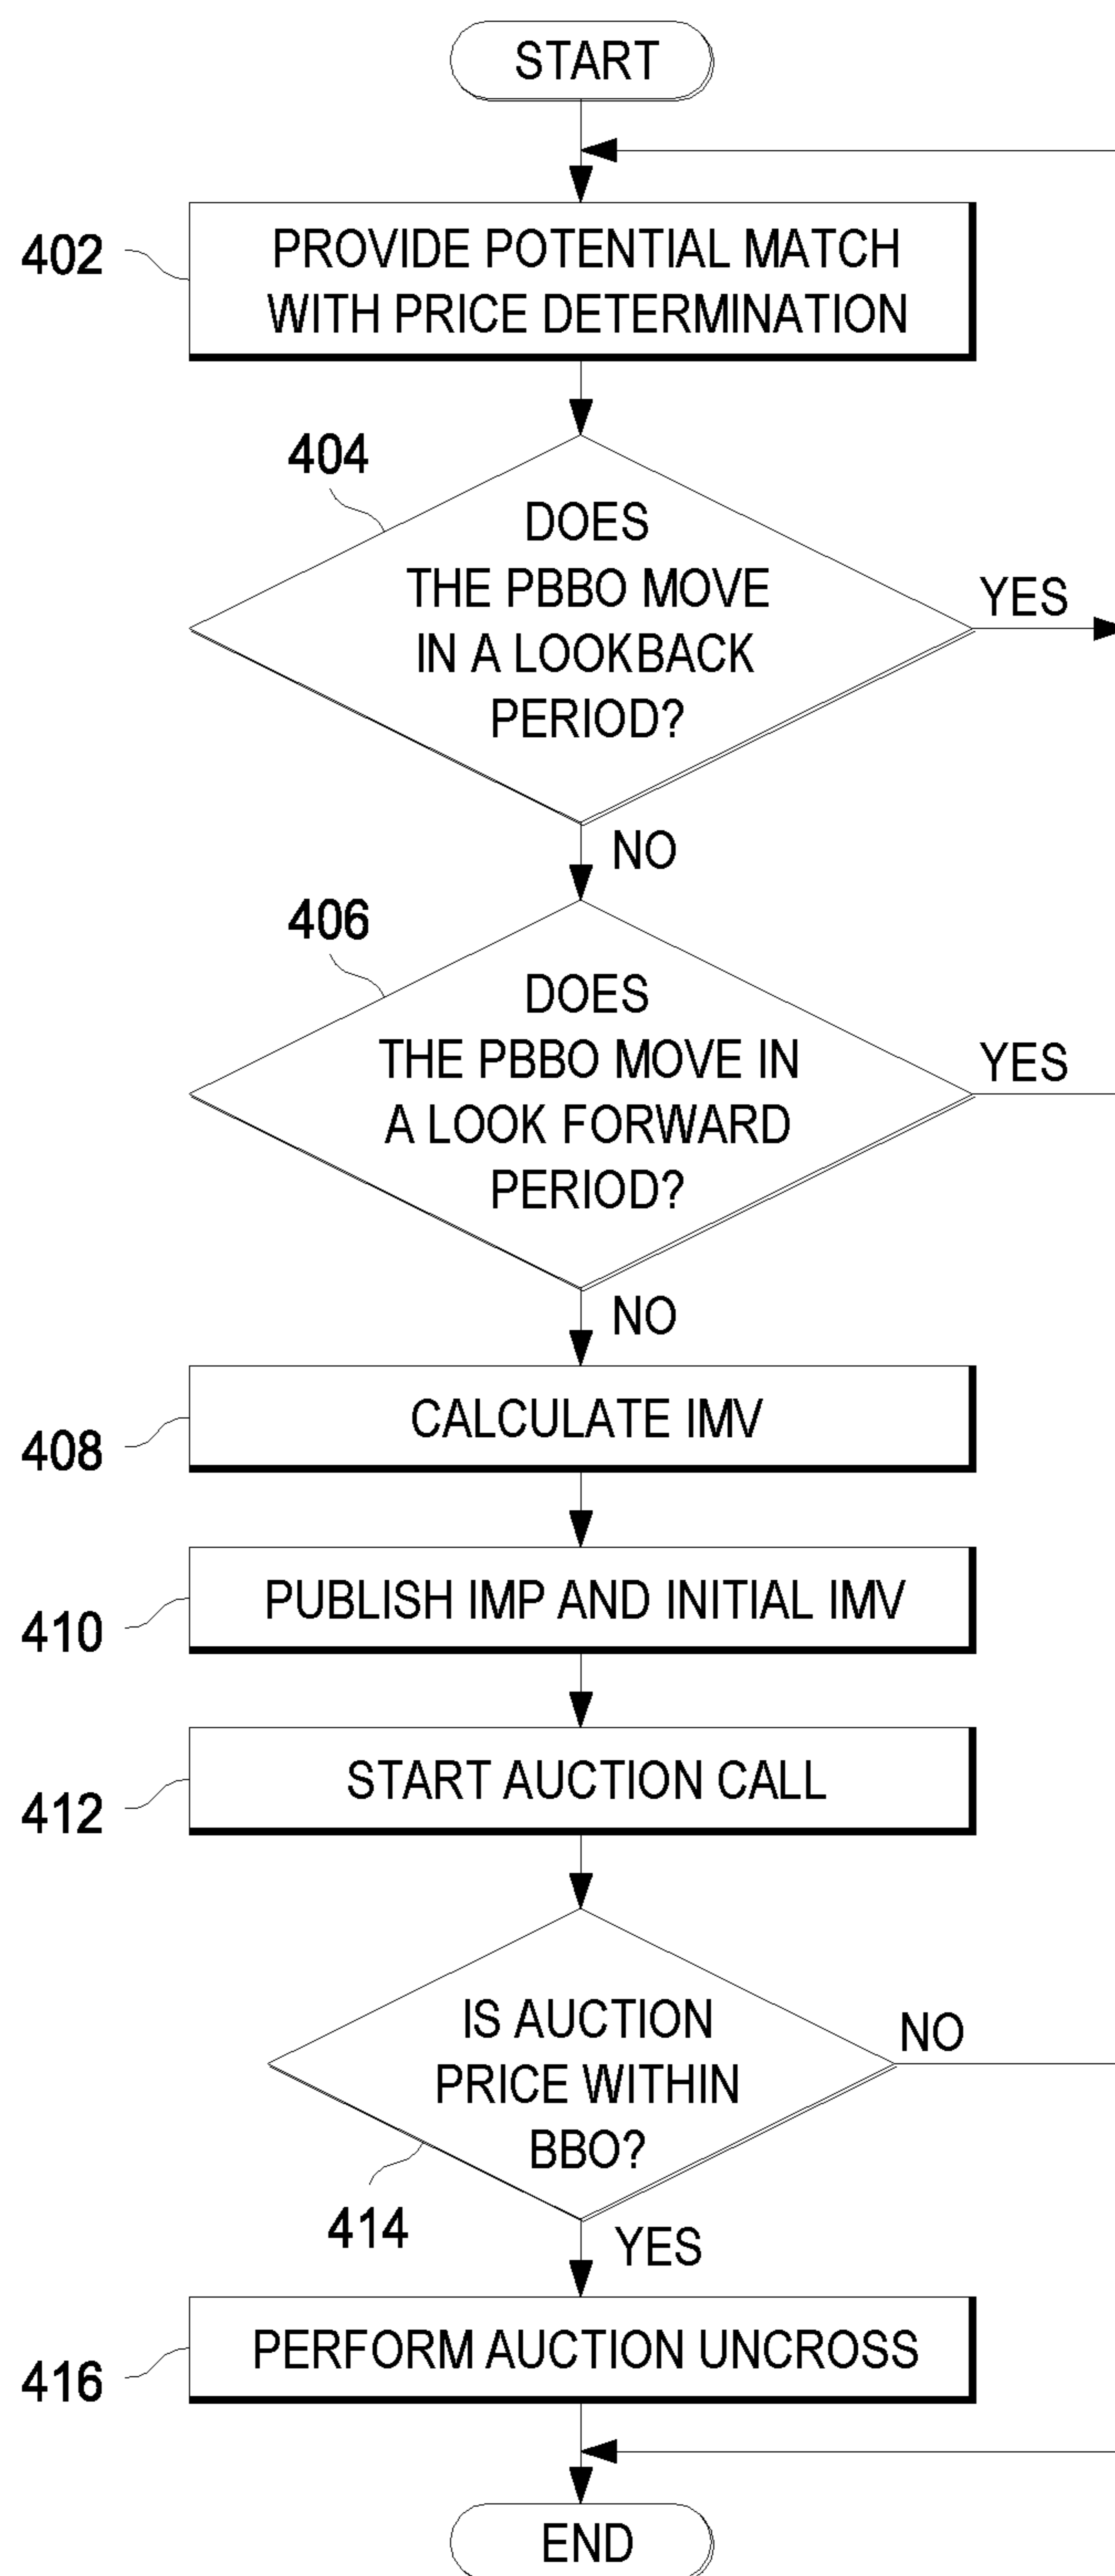 START
402
PROVIDE POTENTIAL MATCH
WITH PRICE DETERMINATION
404
DOES
THE PBBO MOVE
IN A LOOKBACK
PERIOD?
YES
NO
406
DOES
THE PBBO MOVE IN
A LOOK FORWARD
PERIOD?
YES
NO
408
CALCULATE IMV
410
PUBLISH IMP AND INITIAL IMV
412
START AUCTION CALL
IS AUCTION
PRICE WITHIN
BBO?
NO
414
YES
416
PERFORM AUCTION UNCROSS
END